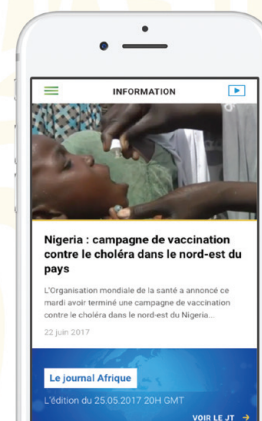 INFORMATION
Nigeria : campagne de vaccination
contre le choléra dans le nord-est du
pays
L'Organisation mondiale de la santé a annoncé ce
mardi avoir terminé une campagne de vaccination
contre le choléra dans le nord-est du Nigeria...
22 juin 2017
Le journal Afrique
L'édition du 25.05.2017 20H GMT
VOIR LE JT →